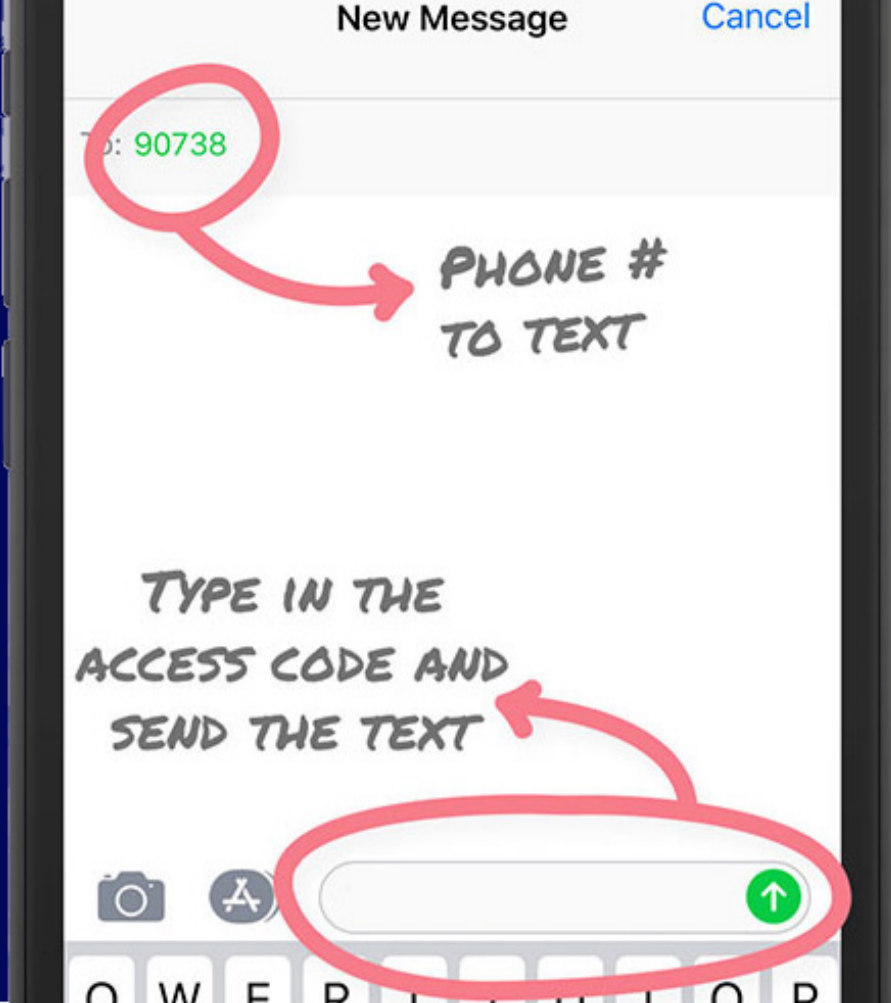 New Message Cancel
To: 90738
PHONE #
TO TEXT
TYPE IN THE
ACCESS CODE AND
SEND THE TEXT
Q W E R T Y U I O P